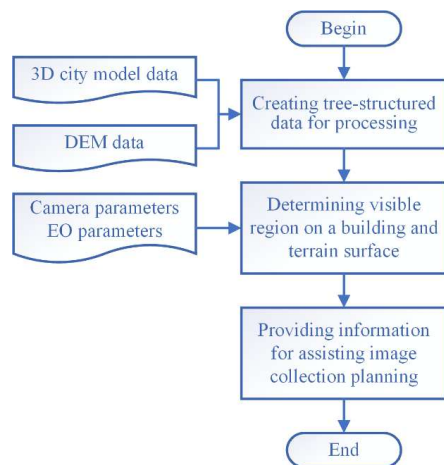 Begin
3D city model data
Creating tree-structured
data for processing
DEM data
Camera parameters
EO parameters
Determining visible
region on a building and
terrain surface
Providing information
for assisting image
collection planning
End